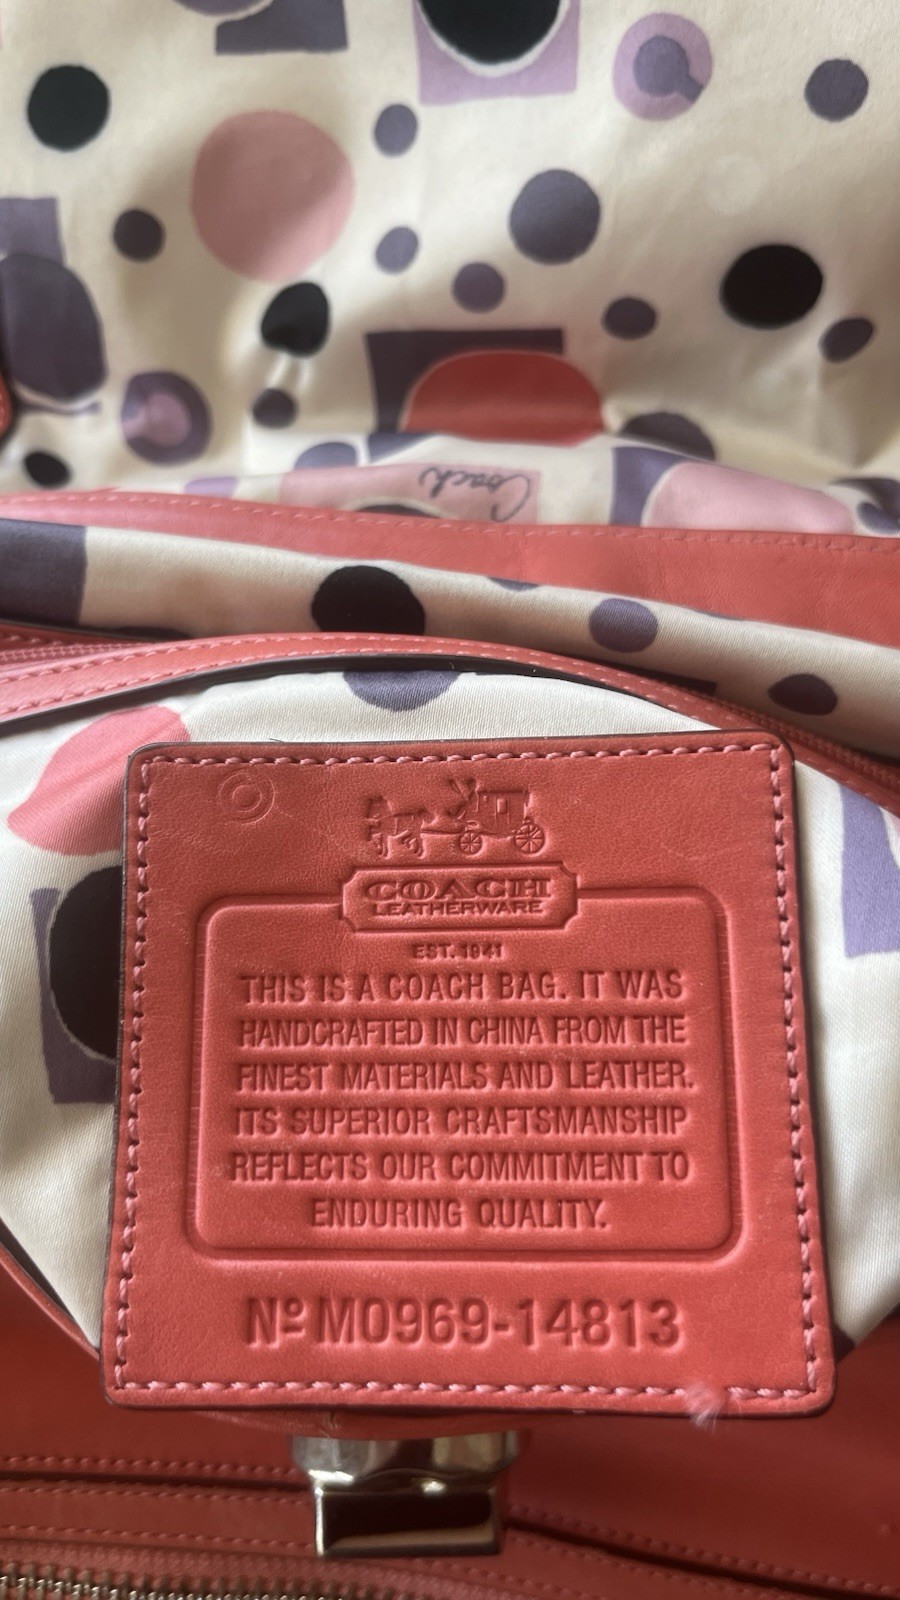 Coach
COACH
LEATHERWARE
EST. 1941
THIS IS A COACH BAG. IT WAS
HANDCRAFTED IN CHINA FROM THE
FINEST MATERIALS AND LEATHER.
ITS SUPERIOR CRAFTSMANSHIP
REFLECTS OUR COMMITMENT TO
ENDURING QUALITY.
Nº M0969-14813